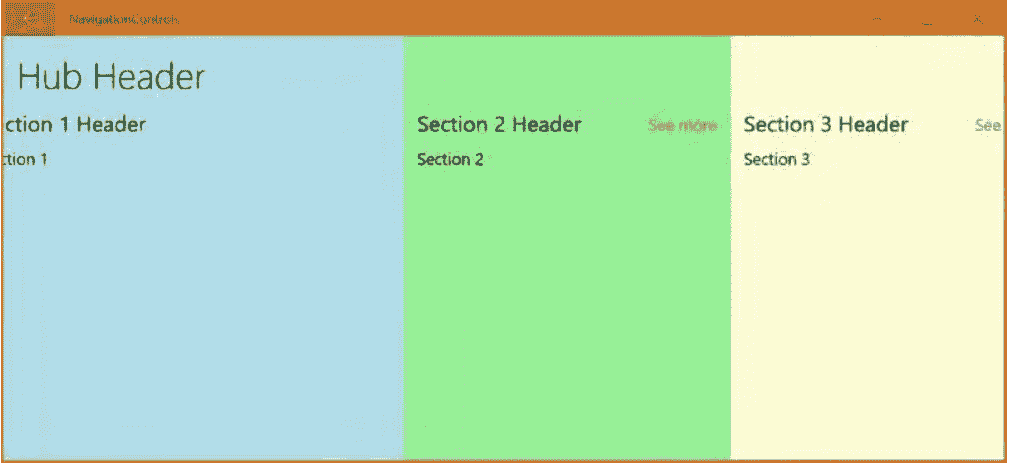 NavigationControls
Hub Header
ction 1 Header
Section 2 Header See more
Section 3 Header See
ction 1
Section 2
Section 3